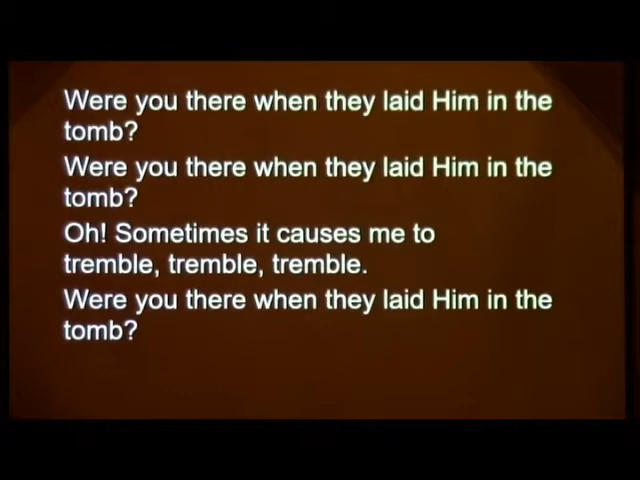 Were you there when they laid Him in the
tomb?
Were you there when they laid Him in the
tomb?
Oh! Sometimes it causes me to
tremble, tremble, tremble.
Were you there when they laid Him in the
tomb?